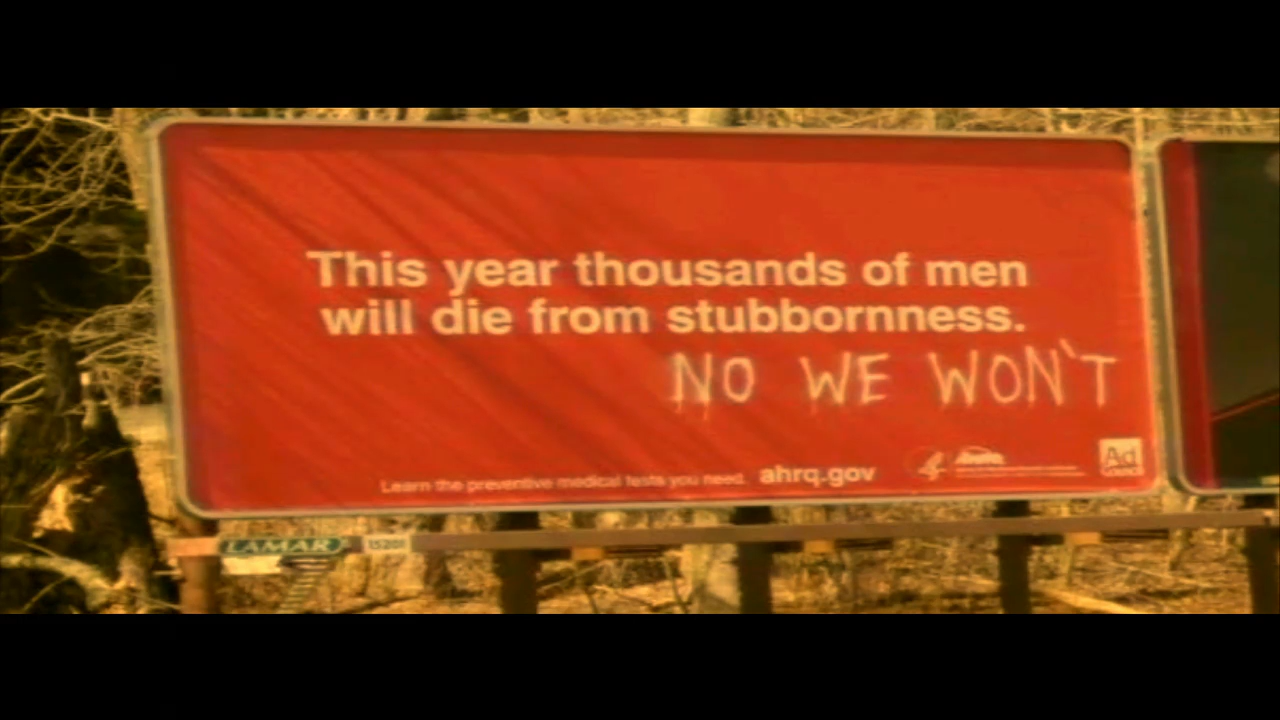 This year thousands of men
will die from stubbornness.
NO WE WON'T
Learn the preventive medical tests you need. ahrq.gov
Ad
LAMAR